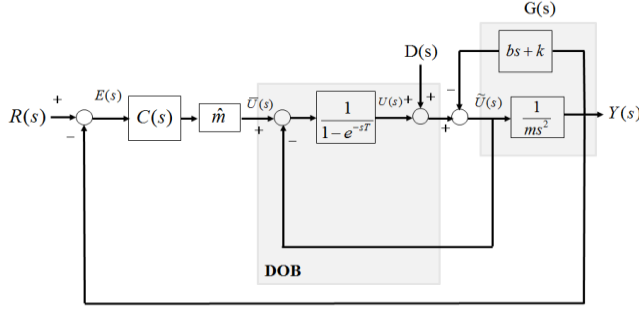 G(s)
D(s)
bs + k
+
−
+
E(s)
R(s)
−
C(s)
m̂
U̅(s)
+
−
1
1 − e^{−sT}
U(s)
+
+
Ũ(s)
1
ms²
Y(s)
DOB